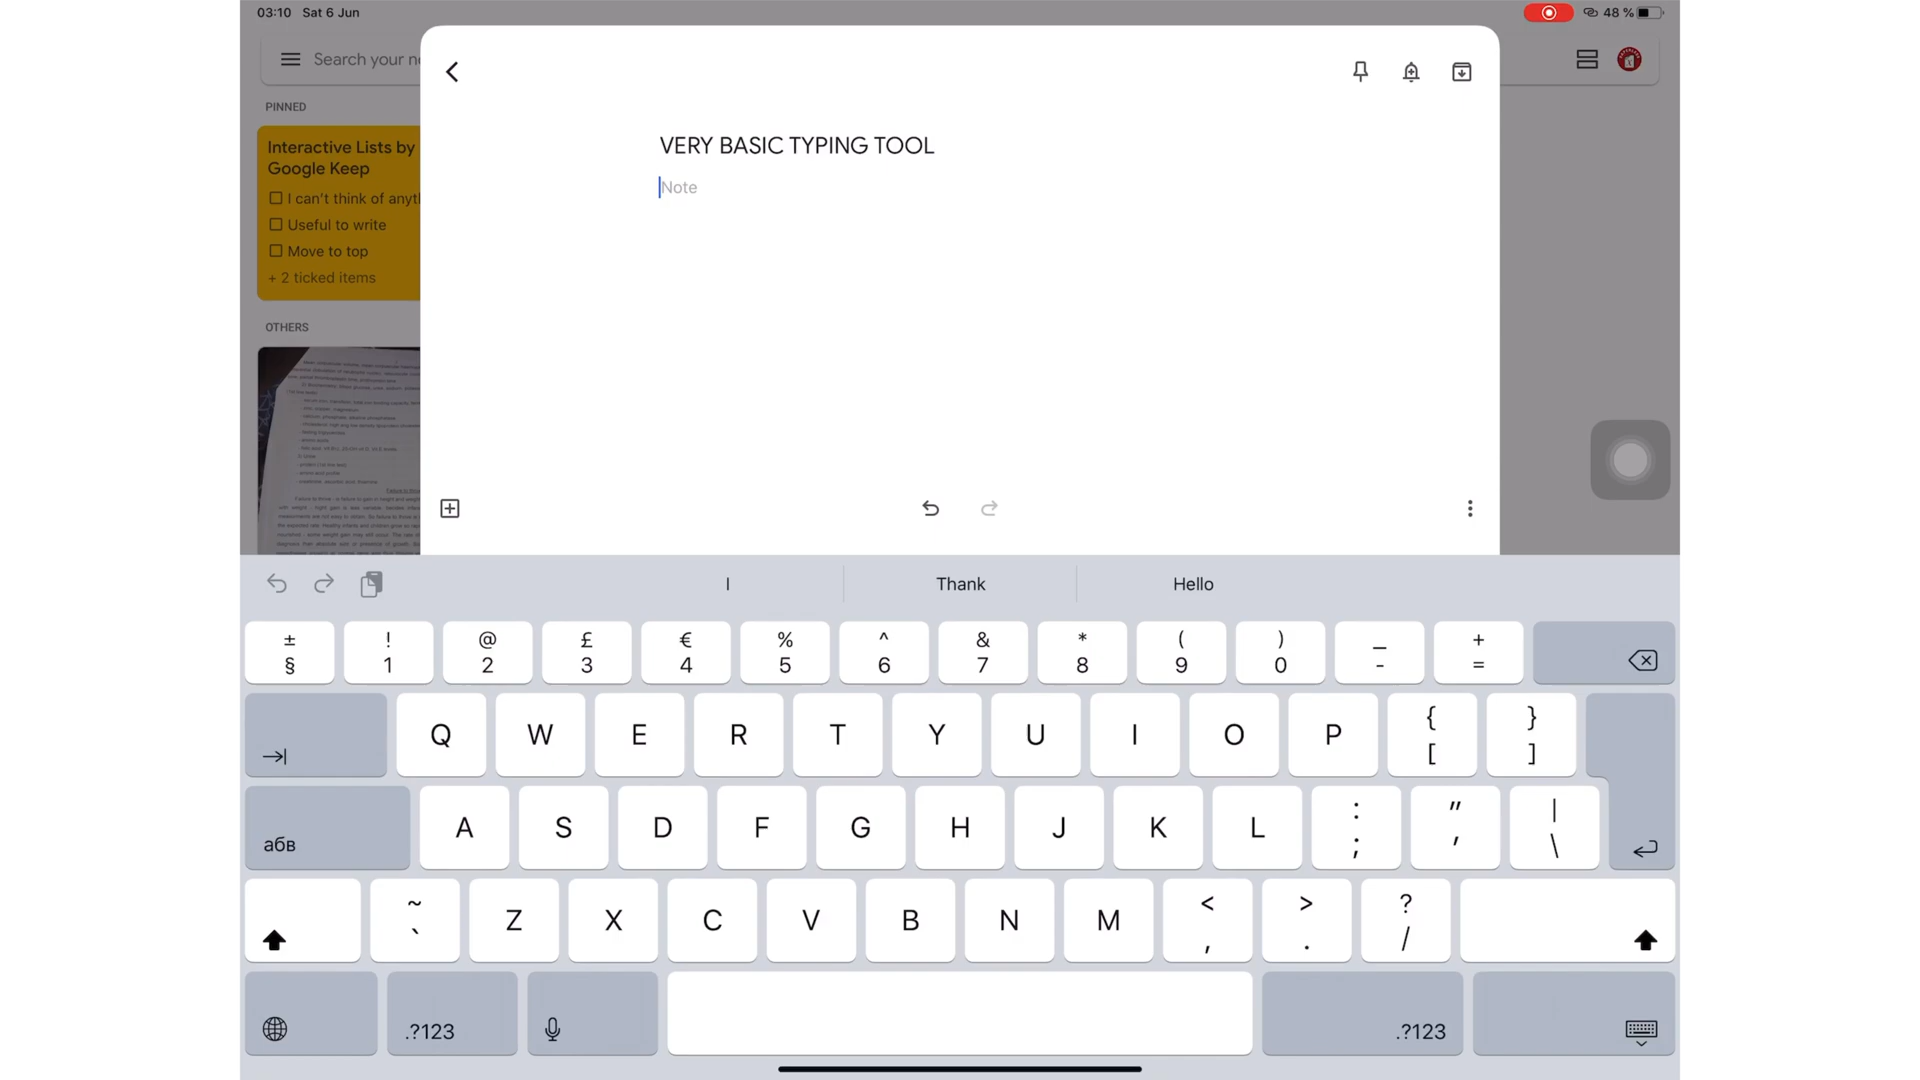 03:10 Sat 6 Jun
48 %
Search your n
PINNED
Interactive Lists by
Google Keep
I can't think of anyt
Useful to write
Move to top
+ 2 ticked items
OTHERS
VERY BASIC TYPING TOOL
Note
I Thank Hello
± ! @ £ € % ^ & * ( ) _ +
§ 1 2 3 4 5 6 7 8 9 0 - =
Q W E R T Y U I O P { }
[ ]
A S D F G H J K L : " |
абв ; ' \
~ Z X C V B N M < > ?
` , . /
.?123 .?123